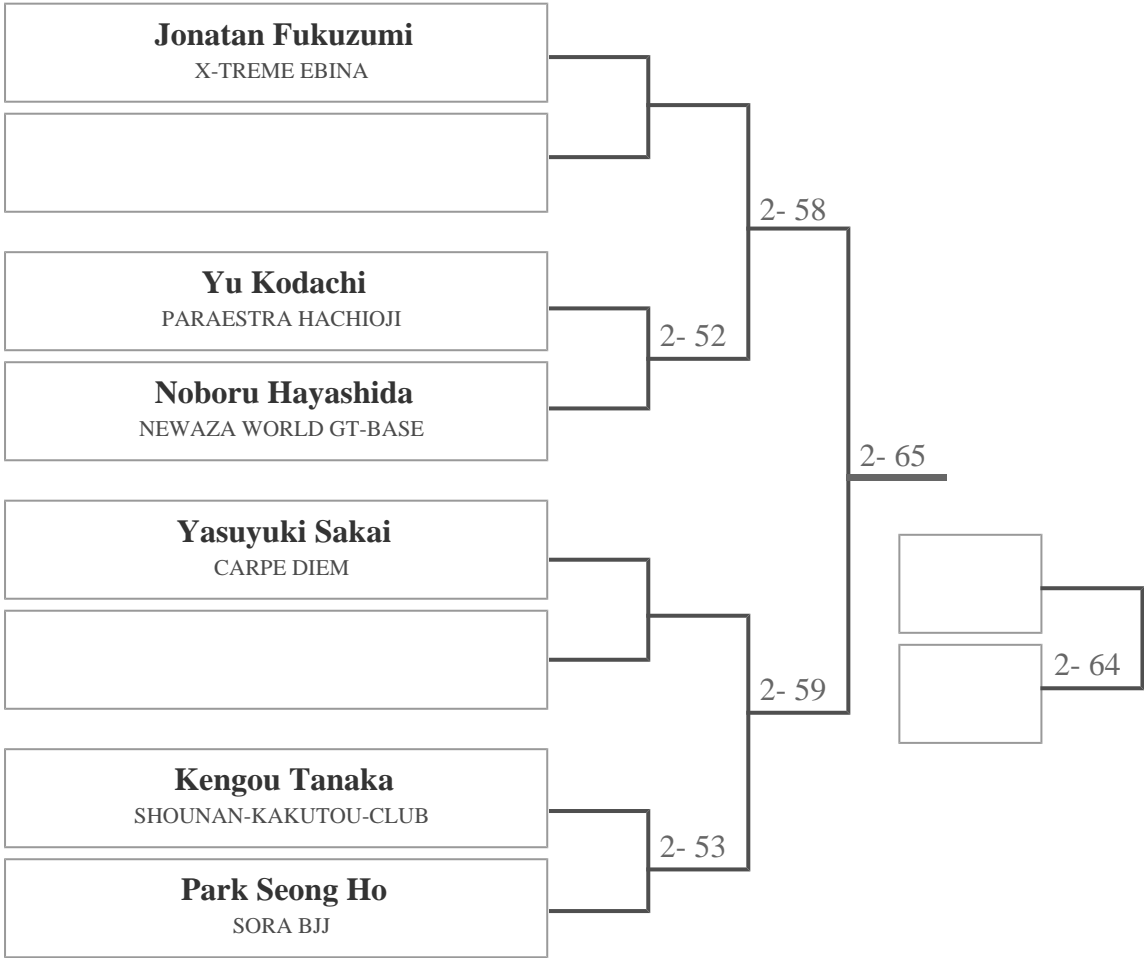 Jonatan Fukuzumi
X-TREME EBINA
2- 58
Yu Kodachi
PARAESTRA HACHIOJI
2- 52
Noboru Hayashida
NEWAZA WORLD GT-BASE
2- 65
Yasuyuki Sakai
CARPE DIEM
2- 64
2- 59
Kengou Tanaka
SHOUNAN-KAKUTOU-CLUB
2- 53
Park Seong Ho
SORA BJJ